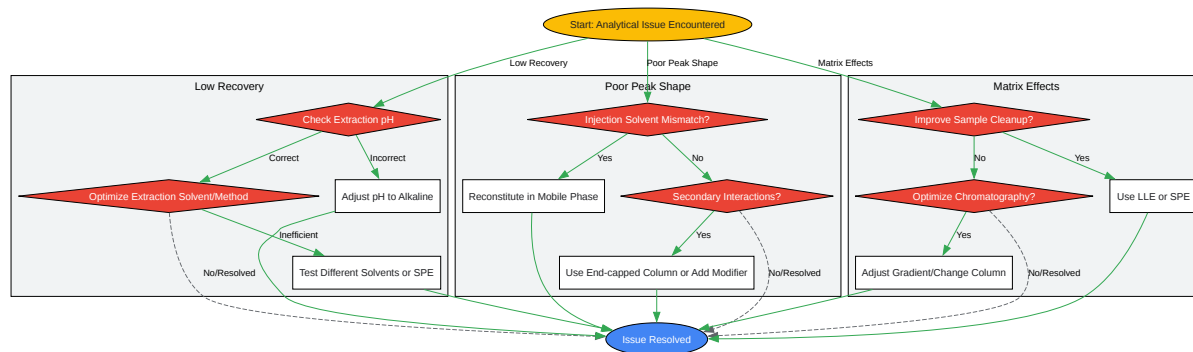 Start: Analytical Issue Encountered
Low Recovery
Poor Peak Shape
Matrix Effects
Low Recovery
Poor Peak Shape
Matrix Effects
Check Extraction pH
Injection Solvent Mismatch?
Improve Sample Cleanup?
Correct
Incorrect
Yes
No
No
Yes
Optimize Extraction Solvent/Method
Adjust pH to Alkaline
Reconstitute in Mobile Phase
Secondary Interactions?
Optimize Chromatography?
Use LLE or SPE
Inefficient
Yes
Yes
No/Resolved
Test Different Solvents or SPE
Use End-capped Column or Add Modifier
No/Resolved
Adjust Gradient/Change Column
No/Resolved
Issue Resolved